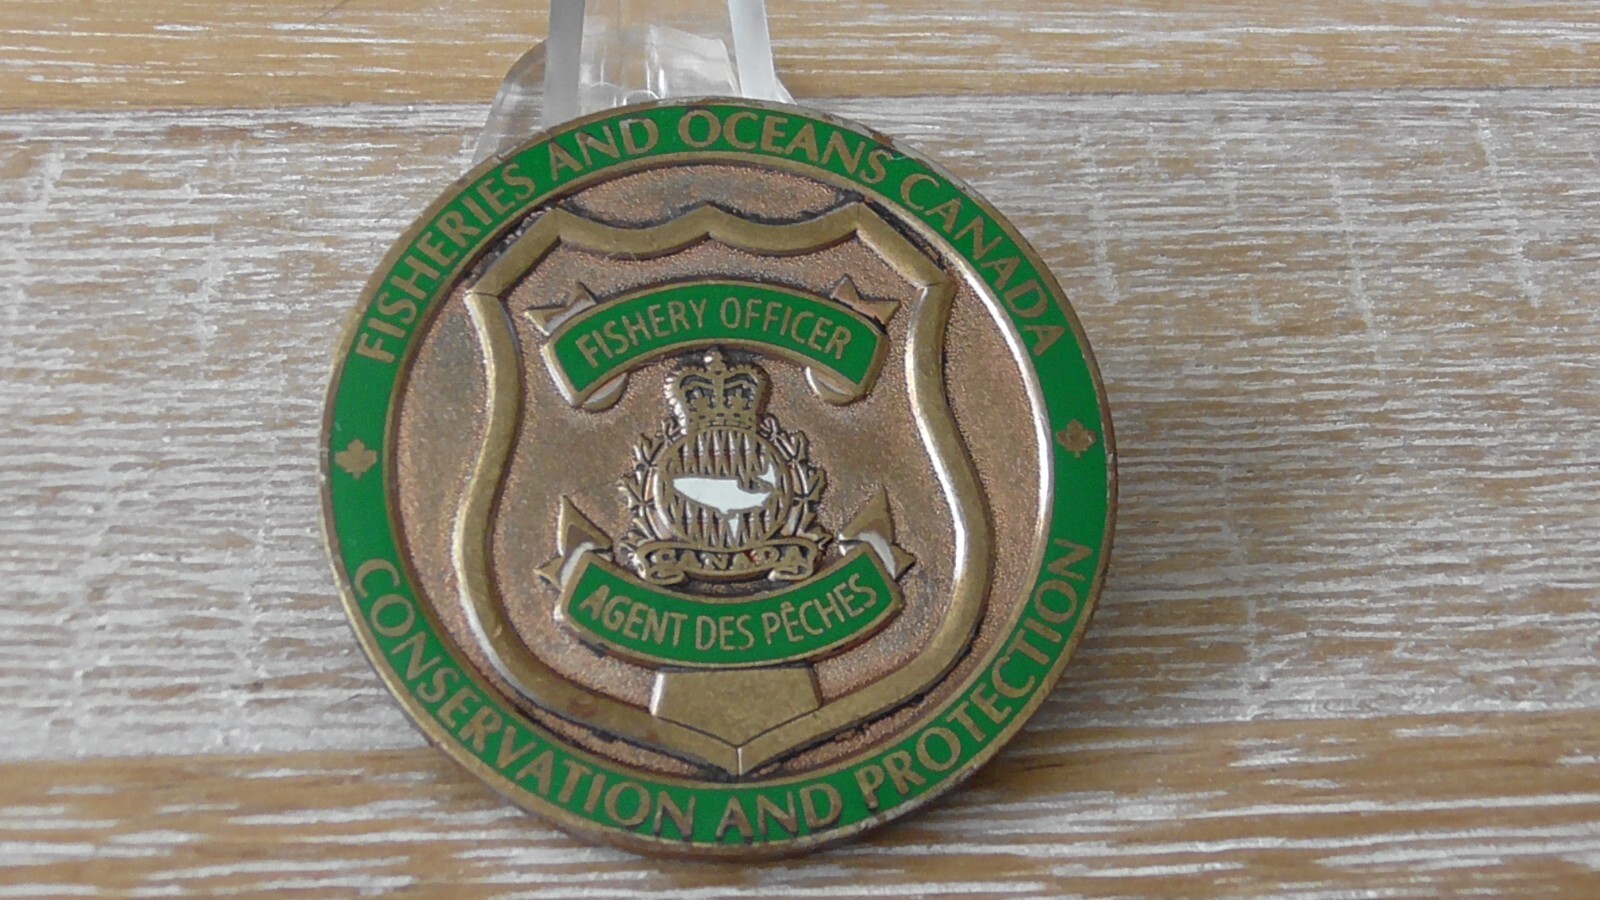 FISHERIES AND OCEANS CANADA
FISHERY OFFICER
CANADA
AGENT DES PÊCHES
CONSERVATION AND PROTECTION